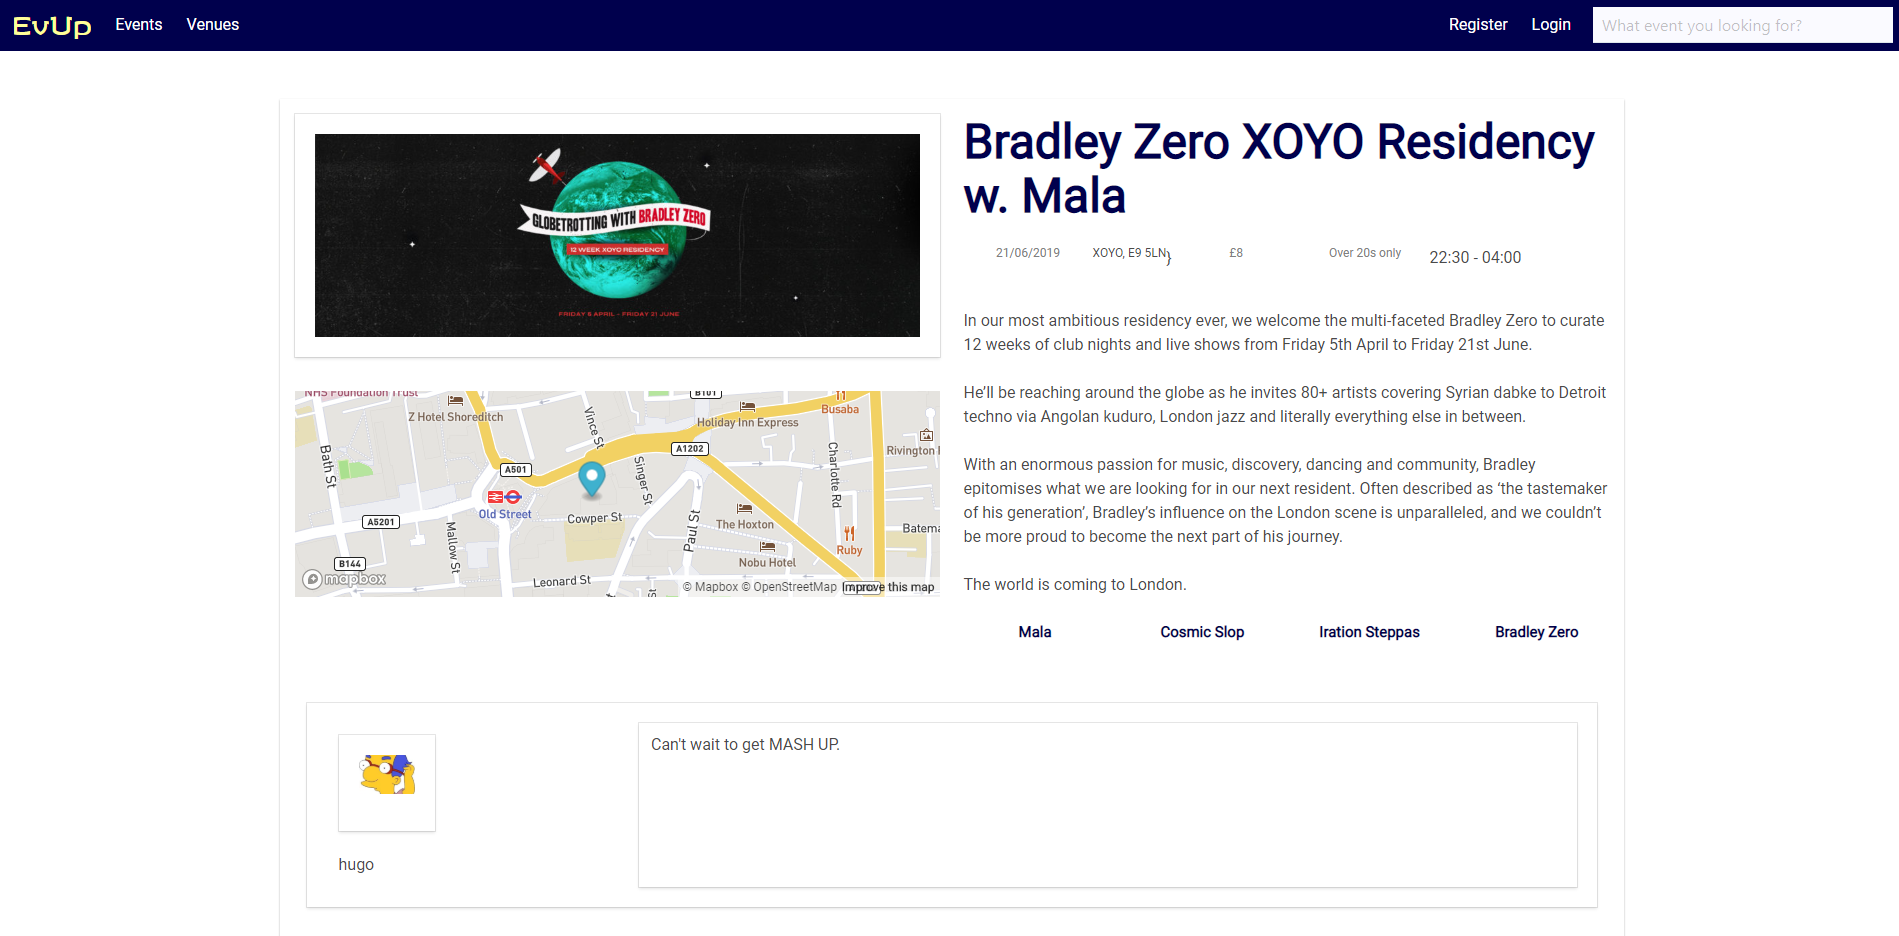 EvUp Events Venues Register Login What event you looking for?
GLOBETROTTING WITH BRADLEY ZERO
12 WEEK XOYO RESIDENCY
FRIDAY 5 APRIL - FRIDAY 21 JUNE
Bradley Zero XOYO Residency
w. Mala
21/06/2019 XOYO, E9 5LN} £8 Over 20s only 22:30 - 04:00
In our most ambitious residency ever, we welcome the multi-faceted Bradley Zero to curate
12 weeks of club nights and live shows from Friday 5th April to Friday 21st June.
He’ll be reaching around the globe as he invites 80+ artists covering Syrian dabke to Detroit
techno via Angolan kuduro, London jazz and literally everything else in between.
With an enormous passion for music, discovery, dancing and community, Bradley
epitomises what we are looking for in our next resident. Often described as ‘the tastemaker
of his generation’, Bradley’s influence on the London scene is unparalleled, and we couldn’t
be more proud to become the next part of his journey.
The world is coming to London.
Mala Cosmic Slop Iration Steppas Bradley Zero
NHS Foundation Trust
B101
Busaba
Z Hotel Shoreditch
Vince St
Holiday Inn Express
A1202
Rivington
Bath St
A501
Singer St
Charlotte Rd
Old Street
A5201
Cowper St
Paul St
The Hoxton
Batema
Mallow St
Ruby
B144
Nobu Hotel
mapbox
Leonard St
© Mapbox © OpenStreetMap Improve this map
Can't wait to get MASH UP.
hugo